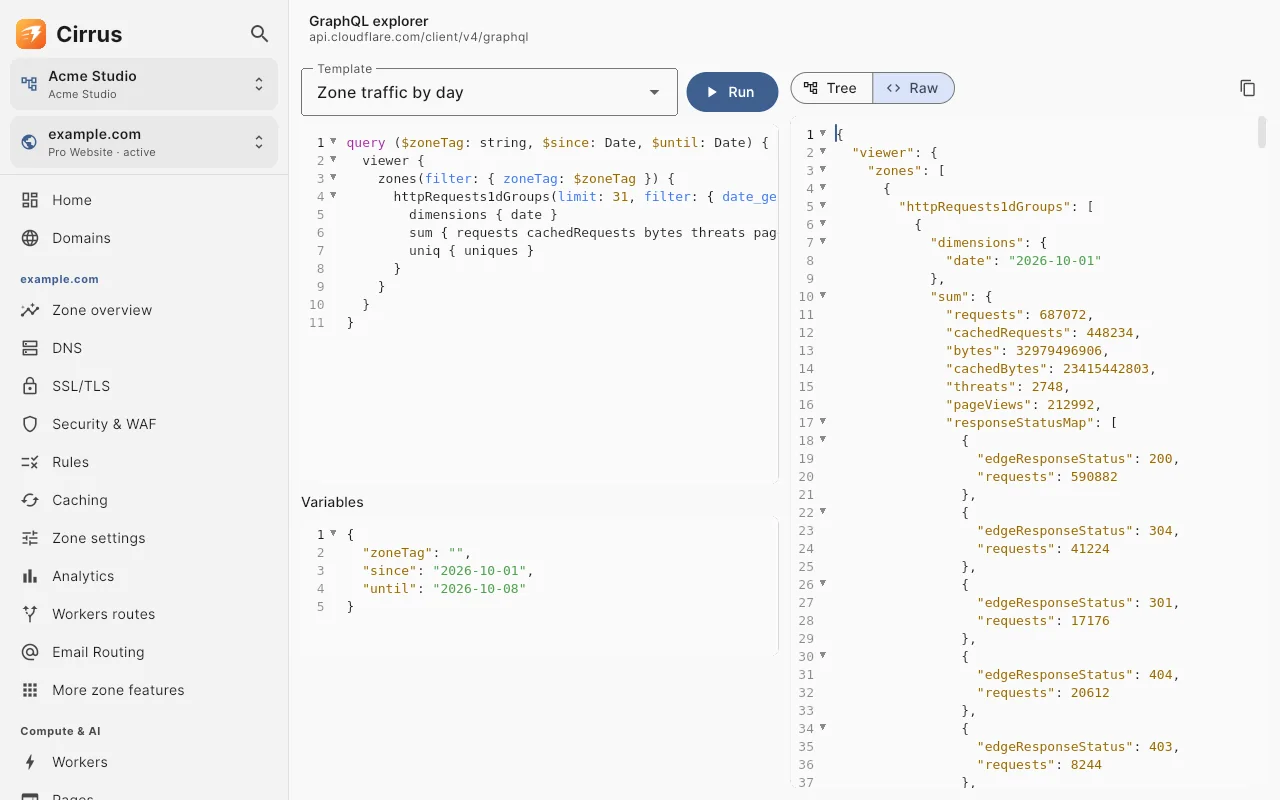 Cirrus
Acme Studio
Acme Studio
example.com
Pro Website · active
Home
Domains
example.com
Zone overview
DNS
SSL/TLS
Security & WAF
Rules
Caching
Zone settings
Analytics
Workers routes
Email Routing
More zone features
Compute & AI
Workers
Pages
GraphQL explorer
api.cloudflare.com/client/v4/graphql
Template
Zone traffic by day
Run
1 query ($zoneTag: string, $since: Date, $until: Date) {
2 viewer {
3 zones(filter: { zoneTag: $zoneTag }) {
4 httpRequests1dGroups(limit: 31, filter: { date_ge
5 dimensions { date }
6 sum { requests cachedRequests bytes threats pag
7 uniq { uniques }
8 }
9 }
10 }
11 }
Variables
1 {
2 "zoneTag": "",
3 "since": "2026-10-01",
4 "until": "2026-10-08"
5 }
Tree
Raw
1 {
2 "viewer": {
3 "zones": [
4 {
5 "httpRequests1dGroups": [
6 {
7 "dimensions": {
8 "date": "2026-10-01"
9 },
10 "sum": {
11 "requests": 687072,
12 "cachedRequests": 448234,
13 "bytes": 32979496906,
14 "cachedBytes": 23415442803,
15 "threats": 2748,
16 "pageViews": 212992,
17 "responseStatusMap": [
18 {
19 "edgeResponseStatus": 200,
20 "requests": 590882
21 },
22 {
23 "edgeResponseStatus": 304,
24 "requests": 41224
25 },
26 {
27 "edgeResponseStatus": 301,
28 "requests": 17176
29 },
30 {
31 "edgeResponseStatus": 404,
32 "requests": 20612
33 },
34 {
35 "edgeResponseStatus": 403,
36 "requests": 8244
37 },